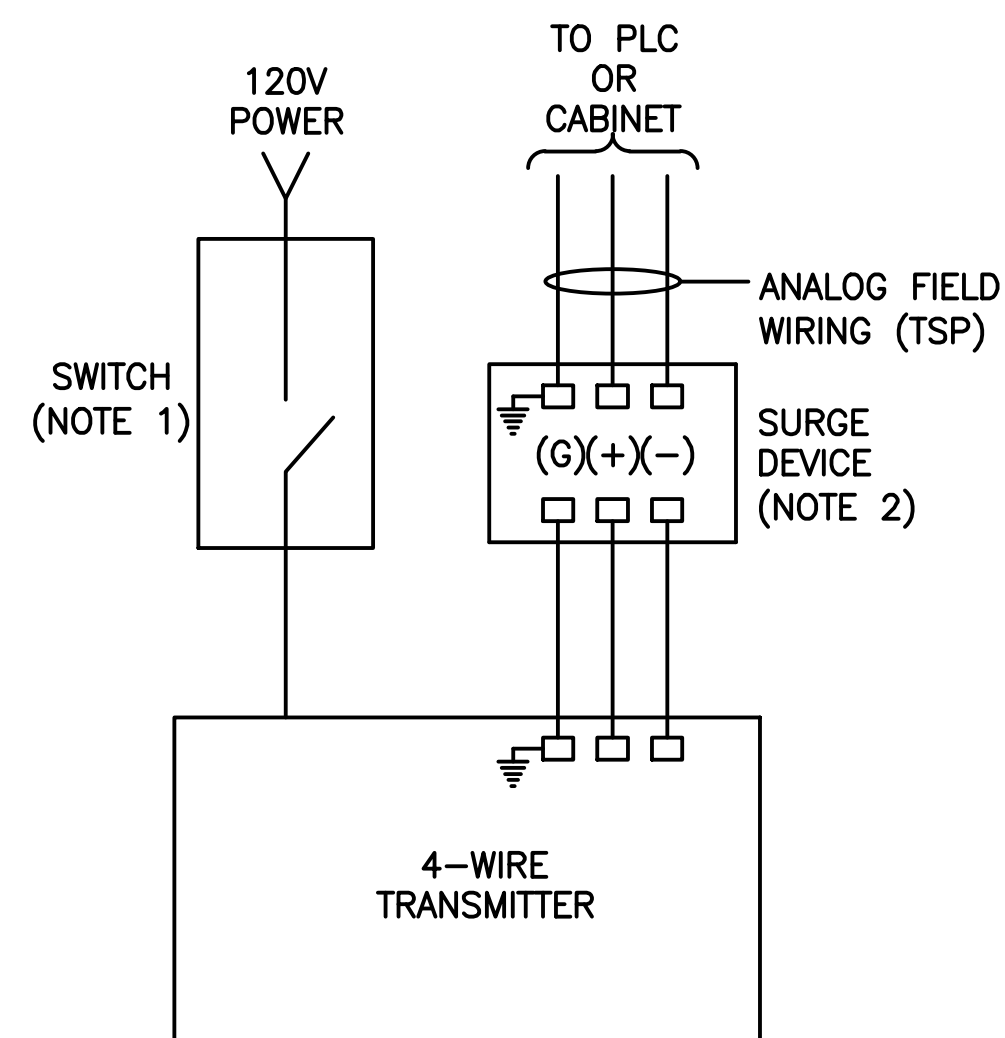 120V
POWER
TO PLC
OR
CABINET
ANALOG FIELD
WIRING (TSP)
SWITCH
(NOTE 1)
SURGE
DEVICE
(NOTE 2)
(G)(+)(-)
4-WIRE
TRANSMITTER